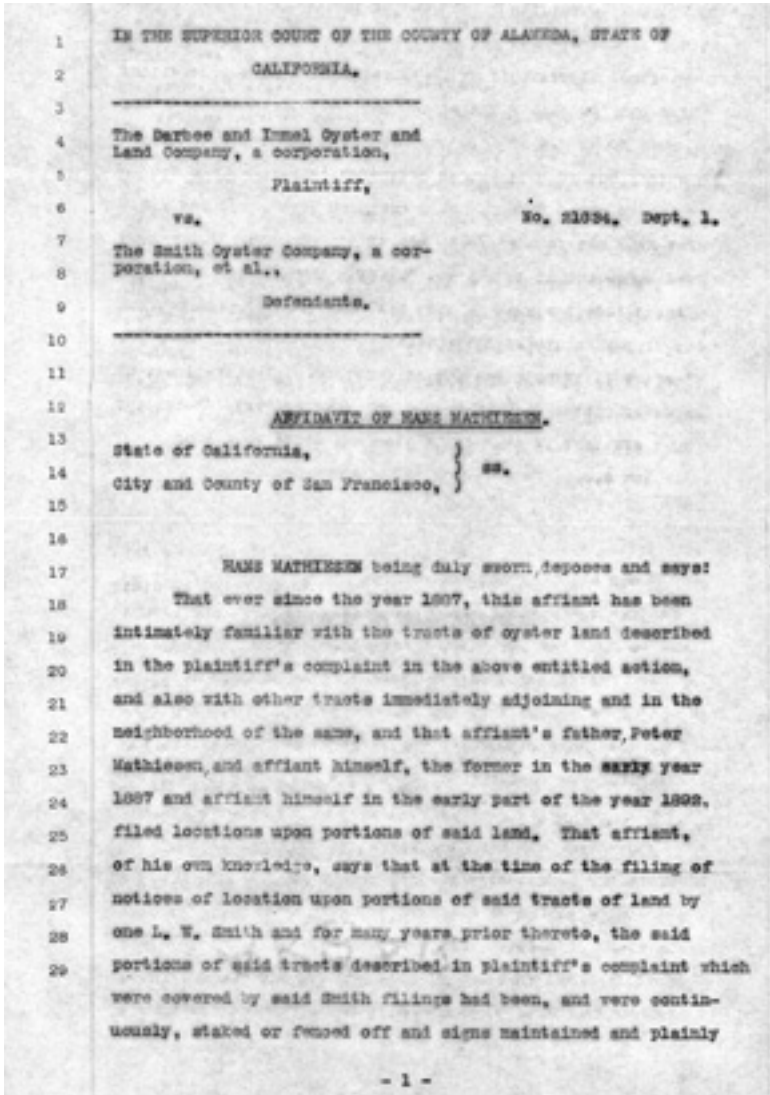 1 IN THE SUPERIOR COURT OF THE COUNTY OF ALAMEDA, STATE OF
2 CALIFORNIA.
3
4 The Darbee and Immel Oyster and
Land Company, a corporation,
5 Plaintiff,
6 vs. No. 21634. Dept. 1.
7 The Smith Oyster Company, a cor-
8 poration, et al.,
9 Defendants.
10
11
12 AFFIDAVIT OF HANS MATHIESEN.
13 State of California, )
14 ) ss.
City and County of San Francisco, )
15
16
17 HANS MATHIESEN being duly sworn, deposes and says:
18 That ever since the year 1887, this affiant has been
19 intimately familiar with the tracts of oyster land described
20 in the plaintiff's complaint in the above entitled action,
21 and also with other tracts immediately adjoining and in the
22 neighborhood of the same, and that affiant's father, Peter
23 Mathiesen, and affiant himself, the former in the early year
24 1887 and affiant himself in the early part of the year 1892,
25 filed locations upon portions of said land. That affiant,
26 of his own knowledge, says that at the time of the filing of
27 notices of location upon portions of said tracts of land by
28 one L. W. Smith and for many years prior thereto, the said
29 portions of said tracts described in plaintiff's complaint which
were covered by said Smith filings had been, and were contin-
uously, staked or fenced off and signs maintained and plainly
- 1 -